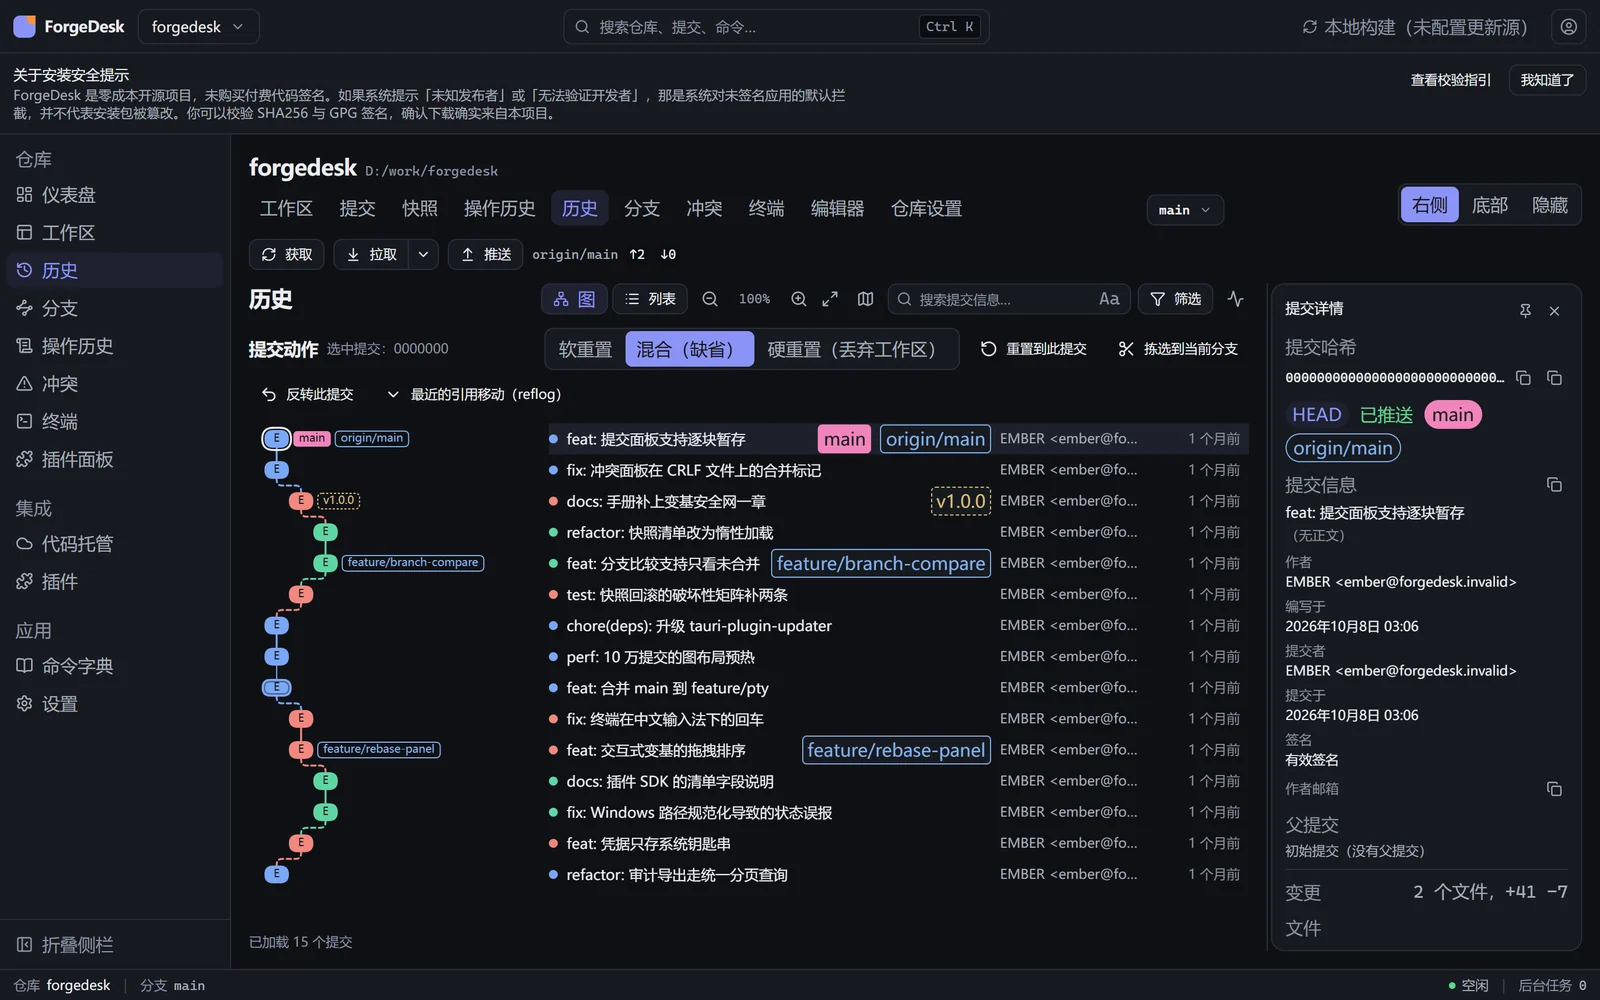 ForgeDesk
forgedesk
搜索仓库、提交、命令...
Ctrl K
本地构建（未配置更新源）
关于安装安全提示
ForgeDesk 是零成本开源项目，未购买付费代码签名。如果系统提示「未知发布者」或「无法验证开发者」，那是系统对未签名应用的默认拦
截，并不代表安装包被篡改。你可以校验 SHA256 与 GPG 签名，确认下载确实来自本项目。
查看校验指引
我知道了
仓库
仪表盘
工作区
历史
分支
操作历史
冲突
终端
插件面板
集成
代码托管
插件
应用
命令字典
设置
折叠侧栏
forgedesk D:/work/forgedesk
工作区 提交 快照 操作历史 历史 分支 冲突 终端 编辑器 仓库设置
main
右侧 底部 隐藏
获取 拉取 推送 origin/main ↑2 ↓0
历史
图 列表 100% 搜索提交信息... Aa 筛选
提交动作 选中提交：0000000 软重置 混合（缺省） 硬重置（丢弃工作区） 重置到此提交 拣选到当前分支
反转此提交 最近的引用移动（reflog）
E main origin/main feat: 提交面板支持逐块暂存 main origin/main EMBER <ember@fo... 1 个月前
E fix: 冲突面板在 CRLF 文件上的合并标记 EMBER <ember@fo... 1 个月前
E v1.0.0 docs: 手册补上变基安全网一章 v1.0.0 EMBER <ember@fo... 1 个月前
E refactor: 快照清单改为惰性加载 EMBER <ember@fo... 1 个月前
E feature/branch-compare feat: 分支比较支持只看未合并 feature/branch-compare EMBER <ember@fo... 1 个月前
E test: 快照回滚的破坏性矩阵补两条 EMBER <ember@fo... 1 个月前
E chore(deps): 升级 tauri-plugin-updater EMBER <ember@fo... 1 个月前
E perf: 10 万提交的图布局预热 EMBER <ember@fo... 1 个月前
E feat: 合并 main 到 feature/pty EMBER <ember@fo... 1 个月前
E fix: 终端在中文输入法下的回车 EMBER <ember@fo... 1 个月前
E feature/rebase-panel feat: 交互式变基的拖拽排序 feature/rebase-panel EMBER <ember@fo... 1 个月前
E docs: 插件 SDK 的清单字段说明 EMBER <ember@fo... 1 个月前
E fix: Windows 路径规范化导致的状态误报 EMBER <ember@fo... 1 个月前
E feat: 凭据只存系统钥匙串 EMBER <ember@fo... 1 个月前
E refactor: 审计导出走统一分页查询 EMBER <ember@fo... 1 个月前
已加载 15 个提交
提交详情
提交哈希
0000000000000000000000000000...
HEAD 已推送 main
origin/main
提交信息
feat: 提交面板支持逐块暂存
（无正文）
作者
EMBER <ember@forgedesk.invalid>
编写于
2026年10月8日 03:06
提交者
EMBER <ember@forgedesk.invalid>
提交于
2026年10月8日 03:06
签名
有效签名
作者邮箱
父提交
初始提交（没有父提交）
变更 2 个文件，+41 −7
文件
仓库 forgedesk 分支 main
空闲 后台任务 0